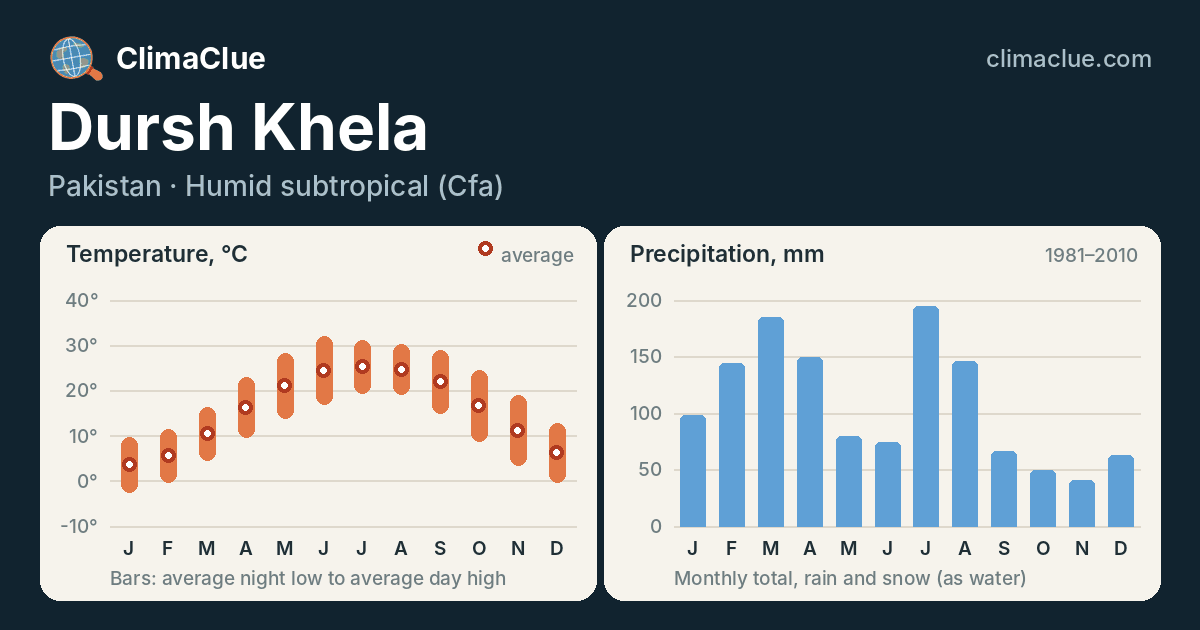 ClimaClue
climaclue.com
Dursh Khela
Pakistan · Humid subtropical (Cfa)
Temperature, °C
average
40°
30°
20°
10°
0°
-10°
J F M A M J J A S O N D
Bars: average night low to average day high
Precipitation, mm
1981–2010
200
150
100
50
0
J F M A M J J A S O N D
Monthly total, rain and snow (as water)